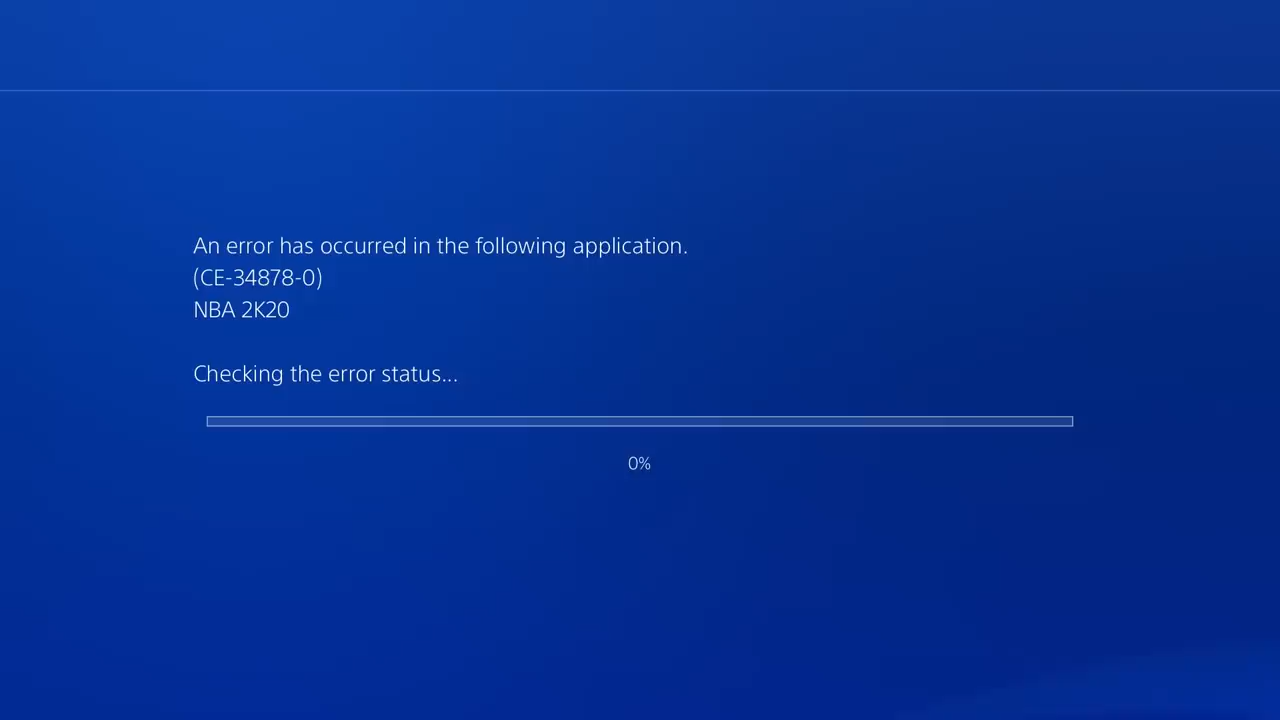 An error has occurred in the following application.
(CE-34878-0)
NBA 2K20
Checking the error status...
0%